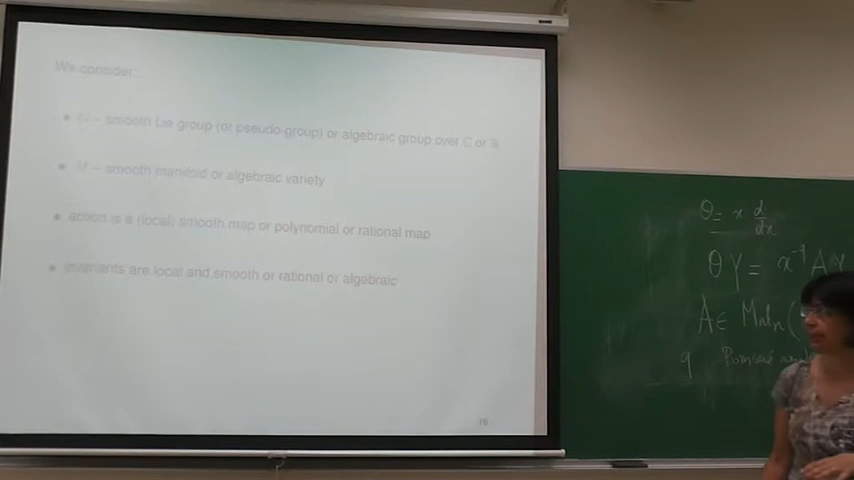 We consider:
• G – smooth Lie group (or pseudo-group) or algebraic group over ℂ or ℝ
• M – smooth manifold or algebraic variety
• action is a (local) smooth map or polynomial or rational map
• invariants are local and smooth or rational or algebraic
16
θ = x d/dx
θY = x⁻q A Y
A ∈ Matn(
q Poincaré